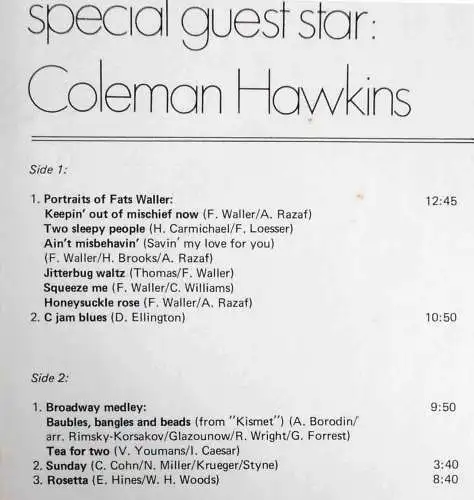 special guest star:
Coleman Hawkins
Side 1:
1. Portraits of Fats Waller: 12:45
Keepin' out of mischief now (F. Waller/A. Razaf)
Two sleepy people (H. Carmichael/F. Loesser)
Ain't misbehavin' (Savin' my love for you)
(F. Waller/H. Brooks/A. Razaf)
Jitterbug waltz (Thomas/F. Waller)
Squeeze me (F. Waller/C. Williams)
Honeysuckle rose (F. Waller/A. Razaf)
2. C jam blues (D. Ellington) 10:50
Side 2:
1. Broadway medley: 9:50
Baubles, bangles and beads (from "Kismet") (A. Borodin/
arr. Rimsky-Korsakov/Glazounow/R. Wright/G. Forrest)
Tea for two (V. Youmans/I. Caesar)
2. Sunday (C. Cohn/N. Miller/Krueger/Styne) 3:40
3. Rosetta (E. Hines/W. H. Woods) 8:40